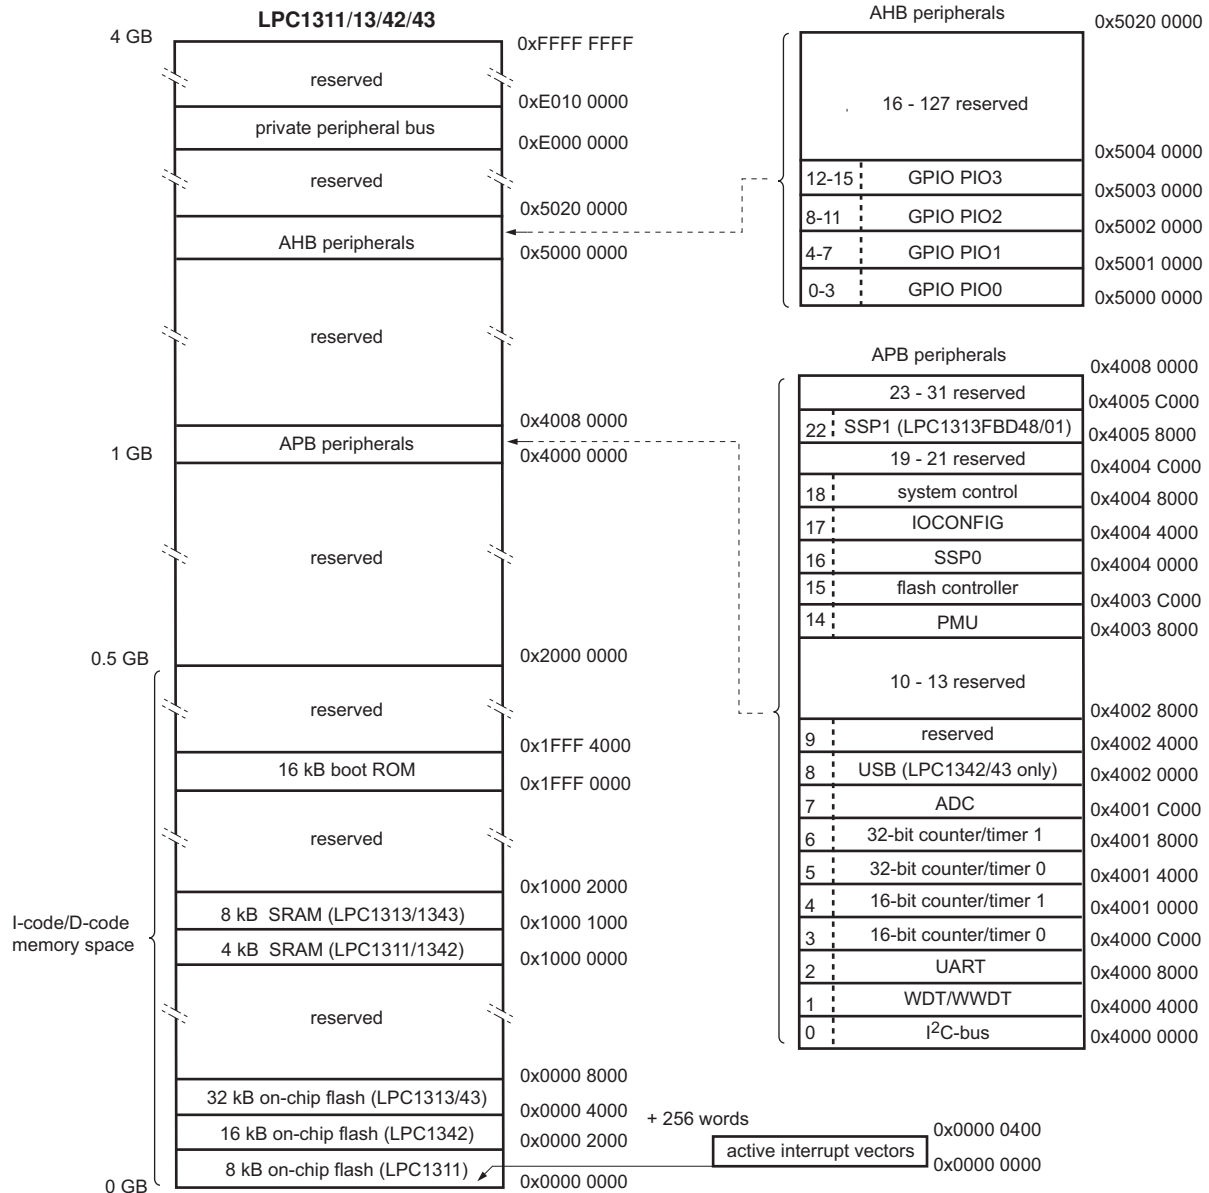 LPC1311/13/42/43
4 GB
0xFFFF FFFF
reserved
0xE010 0000
private peripheral bus
0xE000 0000
reserved
0x5020 0000
AHB peripherals
0x5000 0000
reserved
0x4008 0000
APB peripherals
1 GB
0x4000 0000
reserved
0.5 GB
0x2000 0000
reserved
0x1FFF 4000
16 kB boot ROM
0x1FFF 0000
reserved
0x1000 2000
8 kB SRAM (LPC1313/1343)
0x1000 1000
4 kB SRAM (LPC1311/1342)
0x1000 0000
I-code/D-code
memory space
reserved
0x0000 8000
32 kB on-chip flash (LPC1313/43)
0x0000 4000
16 kB on-chip flash (LPC1342)
0x0000 2000
8 kB on-chip flash (LPC1311)
0x0000 0000
0 GB
+ 256 words
active interrupt vectors
0x0000 0400
0x0000 0000
AHB peripherals
0x5020 0000
16 - 127 reserved
0x5004 0000
12-15 GPIO PIO3
0x5003 0000
8-11 GPIO PIO2
0x5002 0000
4-7 GPIO PIO1
0x5001 0000
0-3 GPIO PIO0
0x5000 0000
APB peripherals
0x4008 0000
23 - 31 reserved
0x4005 C000
22 SSP1 (LPC1313FBD48/01)
0x4005 8000
19 - 21 reserved
0x4004 C000
18 system control
0x4004 8000
17 IOCONFIG
0x4004 4000
16 SSP0
0x4004 0000
15 flash controller
0x4003 C000
14 PMU
0x4003 8000
10 - 13 reserved
0x4002 8000
9 reserved
0x4002 4000
8 USB (LPC1342/43 only)
0x4002 0000
7 ADC
0x4001 C000
6 32-bit counter/timer 1
0x4001 8000
5 32-bit counter/timer 0
0x4001 4000
4 16-bit counter/timer 1
0x4001 0000
3 16-bit counter/timer 0
0x4000 C000
2 UART
0x4000 8000
1 WDT/WWDT
0x4000 4000
0 I2C-bus
0x4000 0000